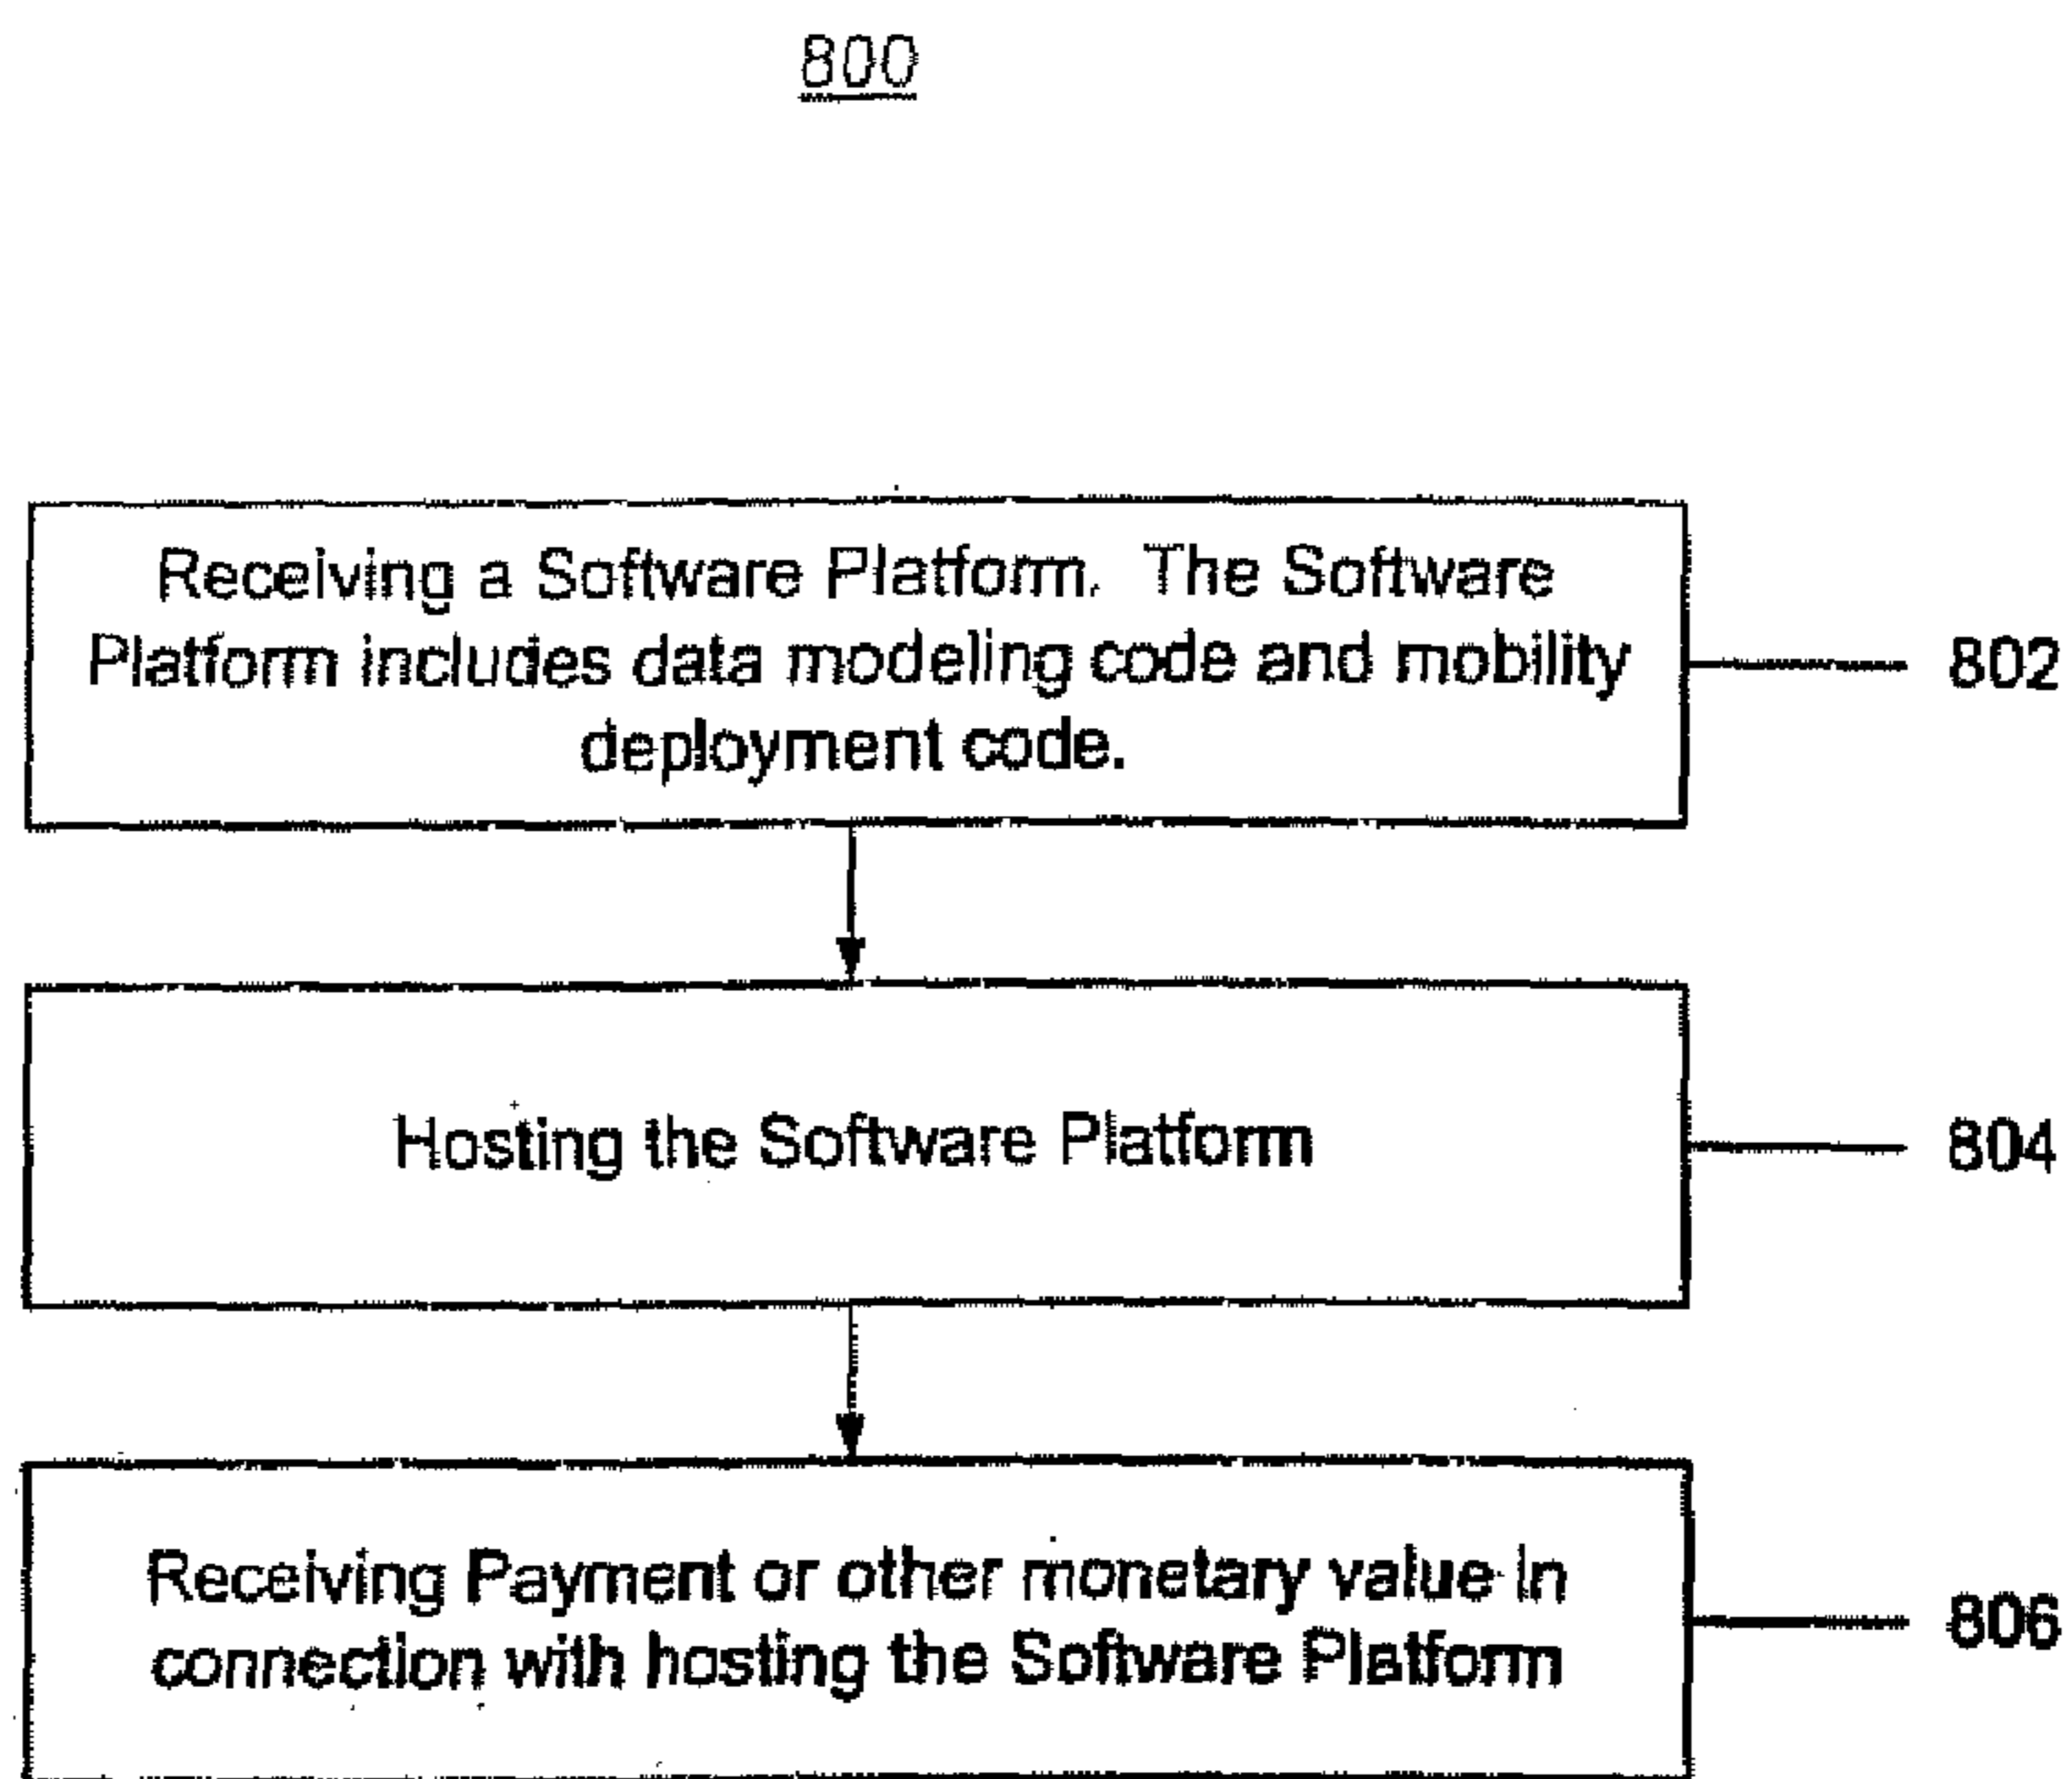 800
Receiving a Software Platform. The Software
Platform includes data modeling code and mobility
deployment code.
802
Hosting the Software Platform
804
Receiving Payment or other monetary value in
connection with hosting the Software Platform
806